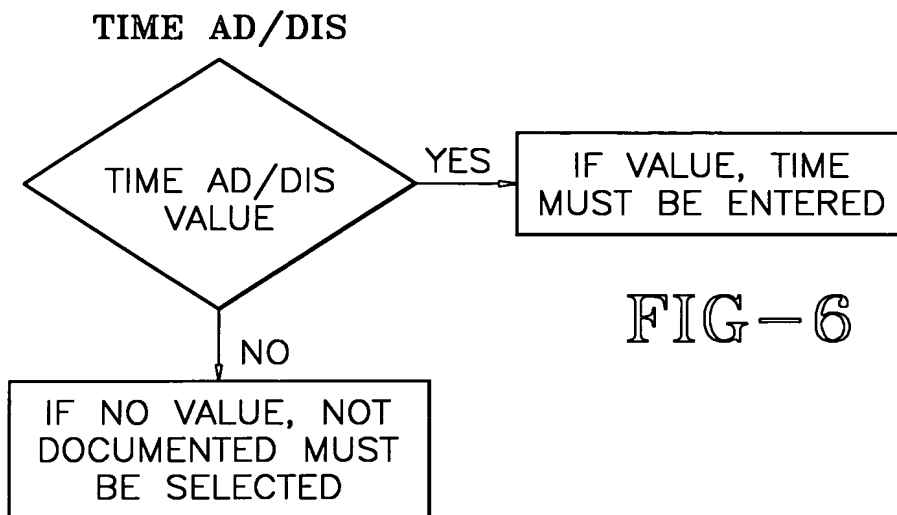 TIME AD/DIS
TIME AD/DIS
VALUE
YES
IF VALUE, TIME
MUST BE ENTERED
FIG-6
NO
IF NO VALUE, NOT
DOCUMENTED MUST
BE SELECTED